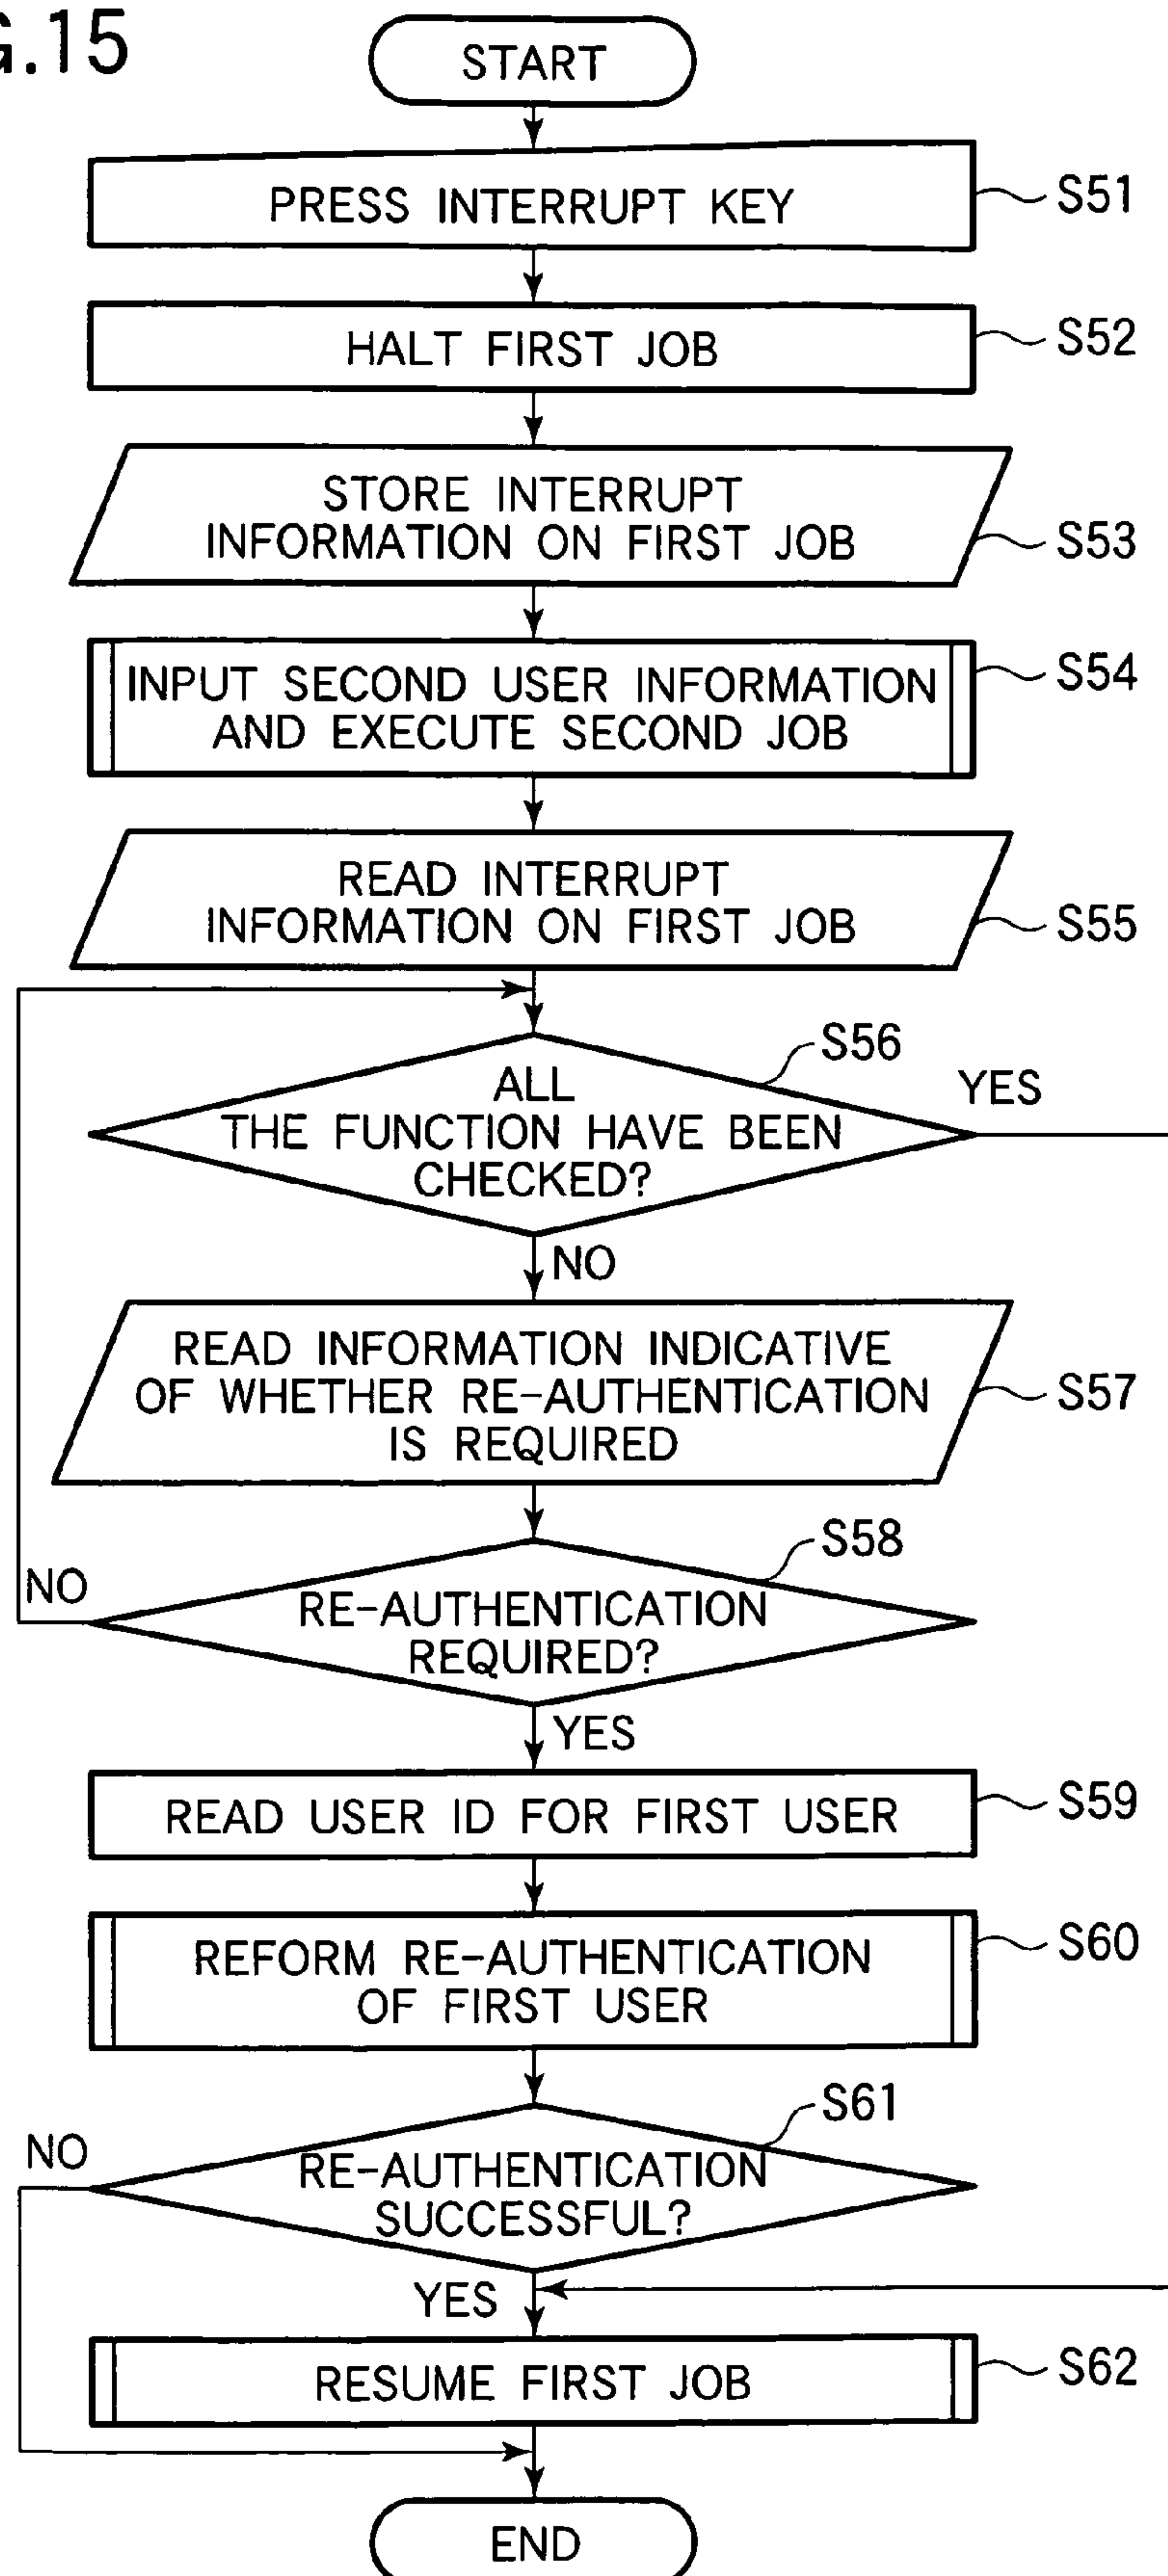 G.15
START
PRESS INTERRUPT KEY
S51
HALT FIRST JOB
S52
STORE INTERRUPT
INFORMATION ON FIRST JOB
S53
INPUT SECOND USER INFORMATION
AND EXECUTE SECOND JOB
S54
READ INTERRUPT
INFORMATION ON FIRST JOB
S55
S56
ALL
THE FUNCTION HAVE BEEN
CHECKED?
YES
NO
READ INFORMATION INDICATIVE
OF WHETHER RE-AUTHENTICATION
IS REQUIRED
S57
S58
NO
RE-AUTHENTICATION
REQUIRED?
YES
READ USER ID FOR FIRST USER
S59
REFORM RE-AUTHENTICATION
OF FIRST USER
S60
S61
NO
RE-AUTHENTICATION
SUCCESSFUL?
YES
RESUME FIRST JOB
S62
END